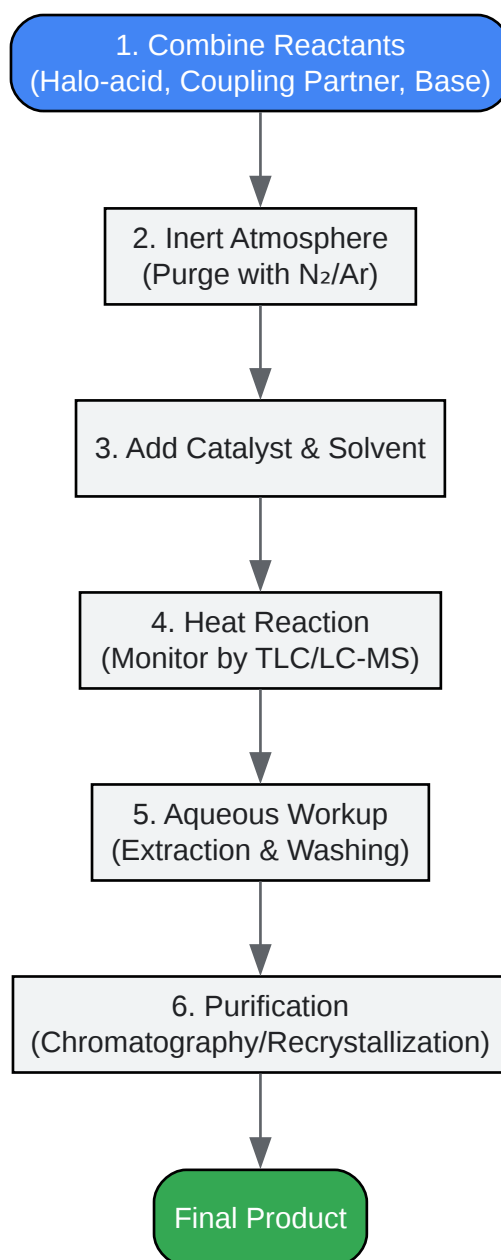 1. Combine Reactants
(Halo-acid, Coupling Partner, Base)
2. Inert Atmosphere
(Purge with N₂/Ar)
3. Add Catalyst & Solvent
4. Heat Reaction
(Monitor by TLC/LC-MS)
5. Aqueous Workup
(Extraction & Washing)
6. Purification
(Chromatography/Recrystallization)
Final Product